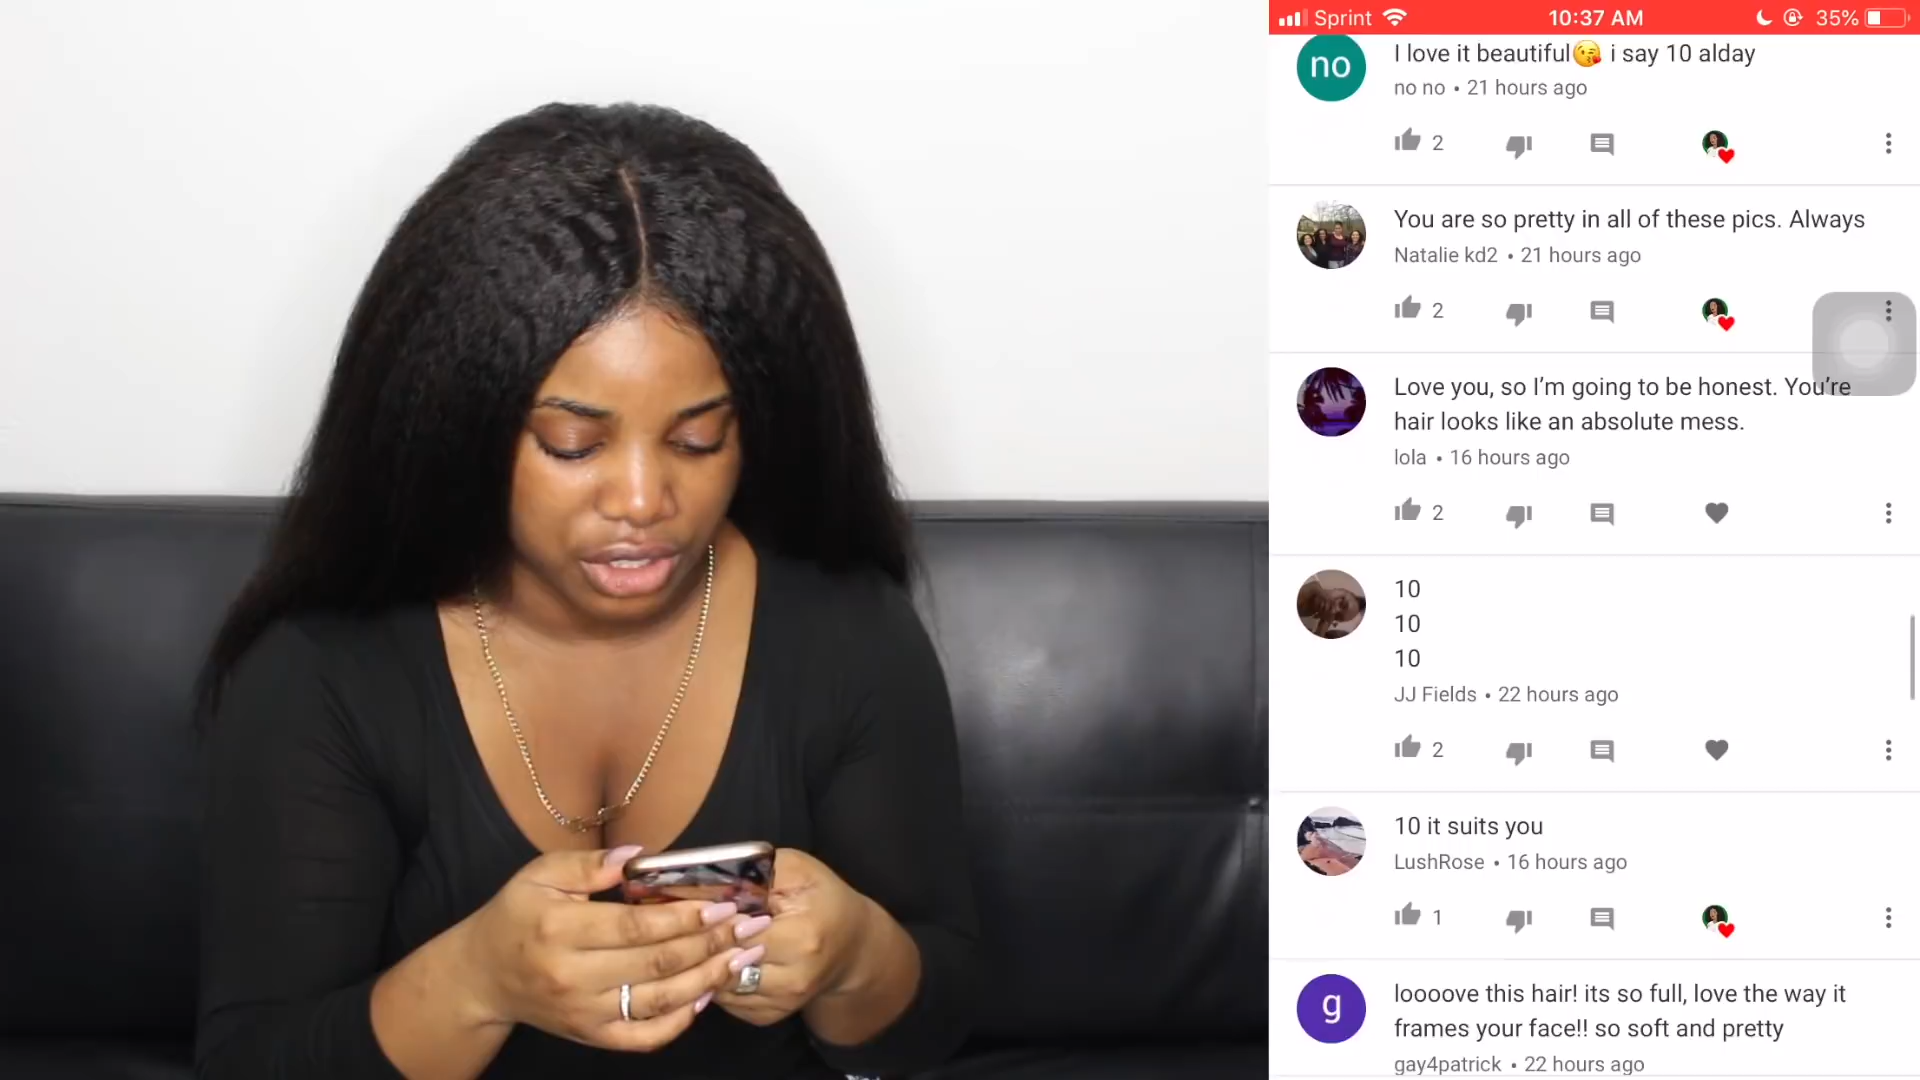 Sprint 10:37 AM 35%
no
I love it beautiful😘 i say 10 alday
no no • 21 hours ago
2
You are so pretty in all of these pics. Always
Natalie kd2 • 21 hours ago
2
Love you, so I’m going to be honest. You’re
hair looks like an absolute mess.
lola • 16 hours ago
2
10
10
10
JJ Fields • 22 hours ago
2
10 it suits you
LushRose • 16 hours ago
1
g
loooove this hair! its so full, love the way it
frames your face!! so soft and pretty
gay4patrick • 22 hours ago